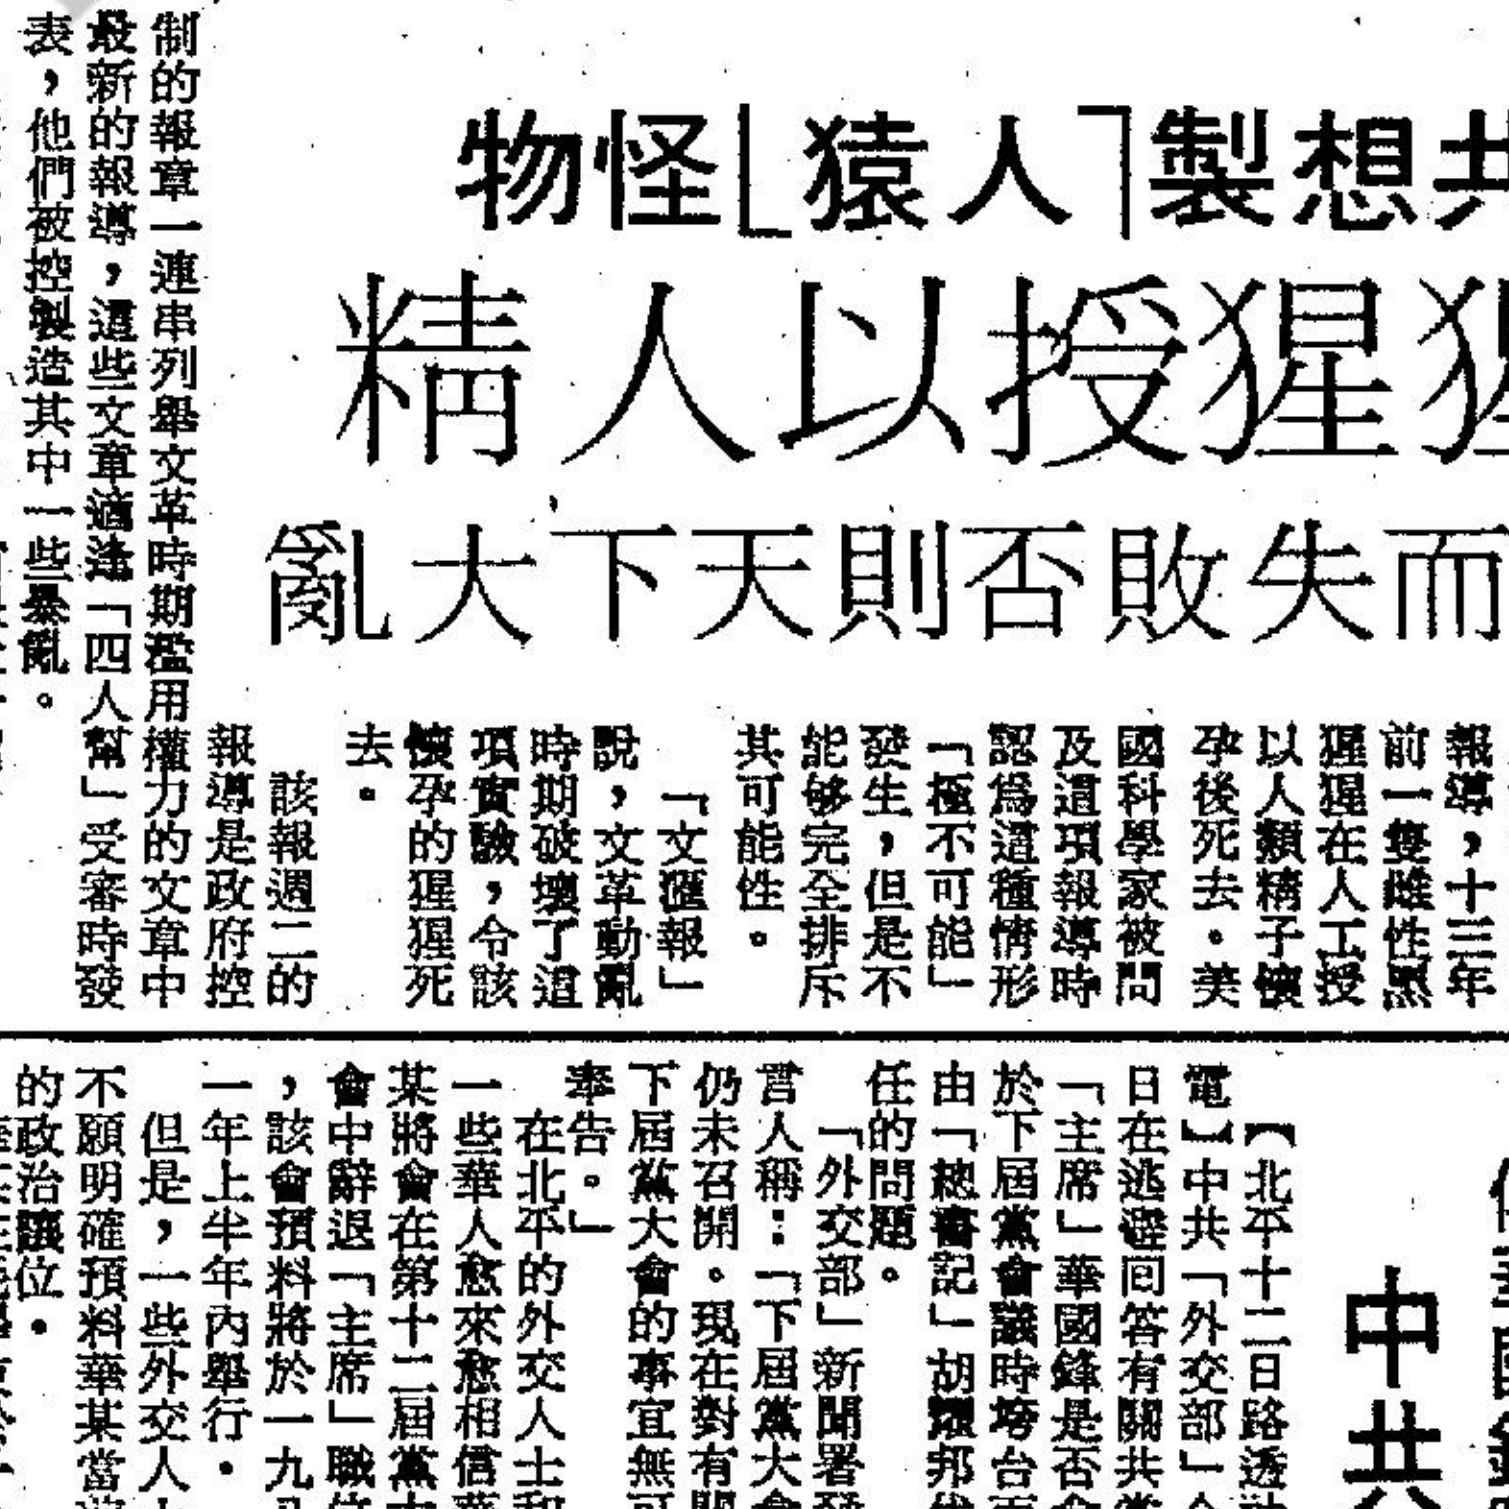 共想製「人猿」怪物
猩猩授以人精
而失敗否則天下大亂
報導，十三年
前一隻雌性黑
猩猩在人工授
以人類精子懷
孕後死去。美
國科學家被問
及這項報導時
認爲這種情形
「極不可能」
發生，但是不
能够完全排斥
其可能性。
「文滙報」
說，文革動亂
時期破壞了這
項實驗，令該
懷孕的猩猩死
去。
該報週二的
報導是政府控
制的報章一連串列舉文革時期濫用權力的文章中
最新的報導，這些文章適逢「四人幫」受審時發
表，他們被控製造其中一些暴亂。
中共
【北平十二日路透
電】中共「外交部」
日在逃避回答有關共
「主席」華國鋒是否
於下屆黨會議時垮台
由「總書記」胡耀邦
任的問題。
「外交部」新聞署發
言人稱：「下屆黨大會
仍未召開。現在對有關
下屆黨大會的事宜無可
奉告。」
在北平的外交人士和
一些華人愈來愈相信華
某將會在第十二屆黨
會中辭退「主席」職
，該會預料將於一九
一年上半年內舉行。
但是，一些外交人
不願明確預料華某當
的政治讓位。